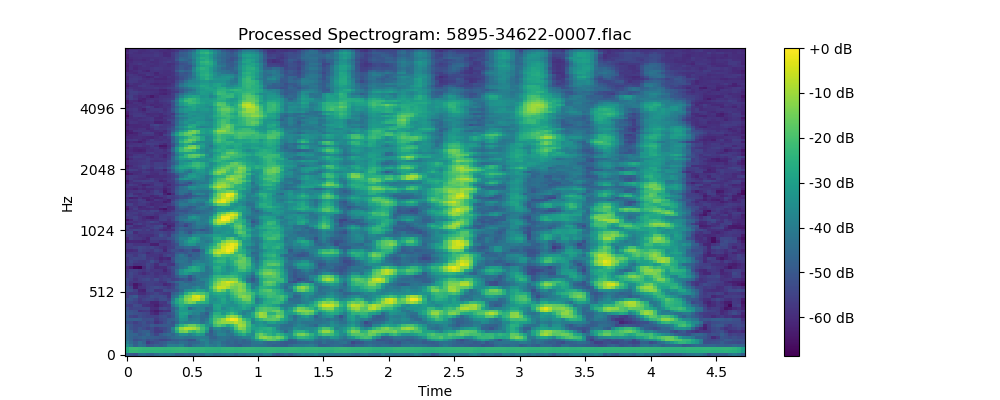 Processed Spectrogram: 5895-34622-0007.flac
Hz
4096
2048
1024
512
0
0 0.5 1 1.5 2 2.5 3 3.5 4 4.5
Time
+0 dB
-10 dB
-20 dB
-30 dB
-40 dB
-50 dB
-60 dB